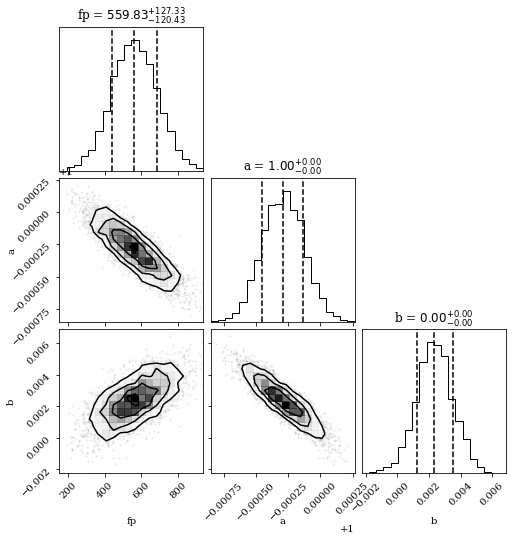 fp = 559.83+127.33−120.43
+1
a = 1.00+0.00−0.00
0.00025
0.00000
−0.00025
−0.00050
−0.00075
a
b = 0.00+0.00−0.00
0.006
0.004
0.002
0.000
−0.002
b
200 400 600 800
−0.00075 −0.00050 −0.00025 0.00000 0.00025
−0.002 0.000 0.002 0.004 0.006
fp a b
+1